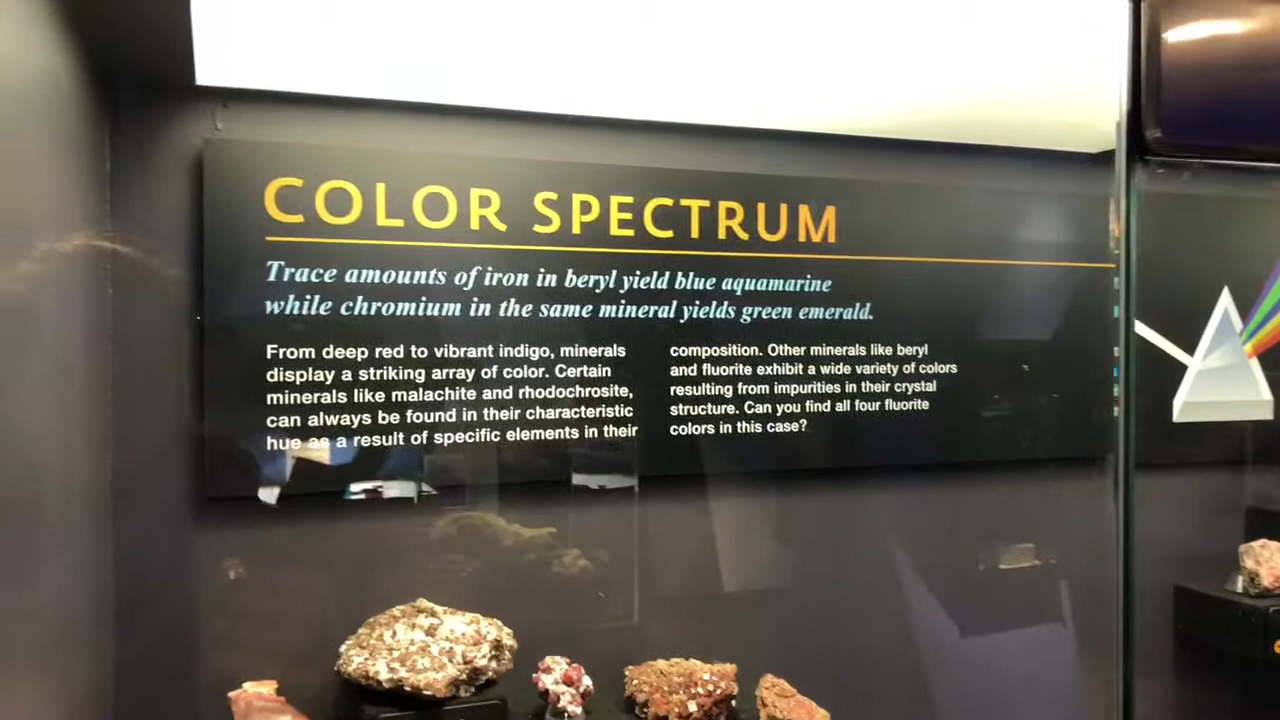 COLOR SPECTRUM
Trace amounts of iron in beryl yield blue aquamarine
while chromium in the same mineral yields green emerald.
From deep red to vibrant indigo, minerals
display a striking array of color. Certain
minerals like malachite and rhodochrosite,
can always be found in their characteristic
hue as a result of specific elements in their
composition. Other minerals like beryl
and fluorite exhibit a wide variety of colors
resulting from impurities in their crystal
structure. Can you find all four fluorite
colors in this case?